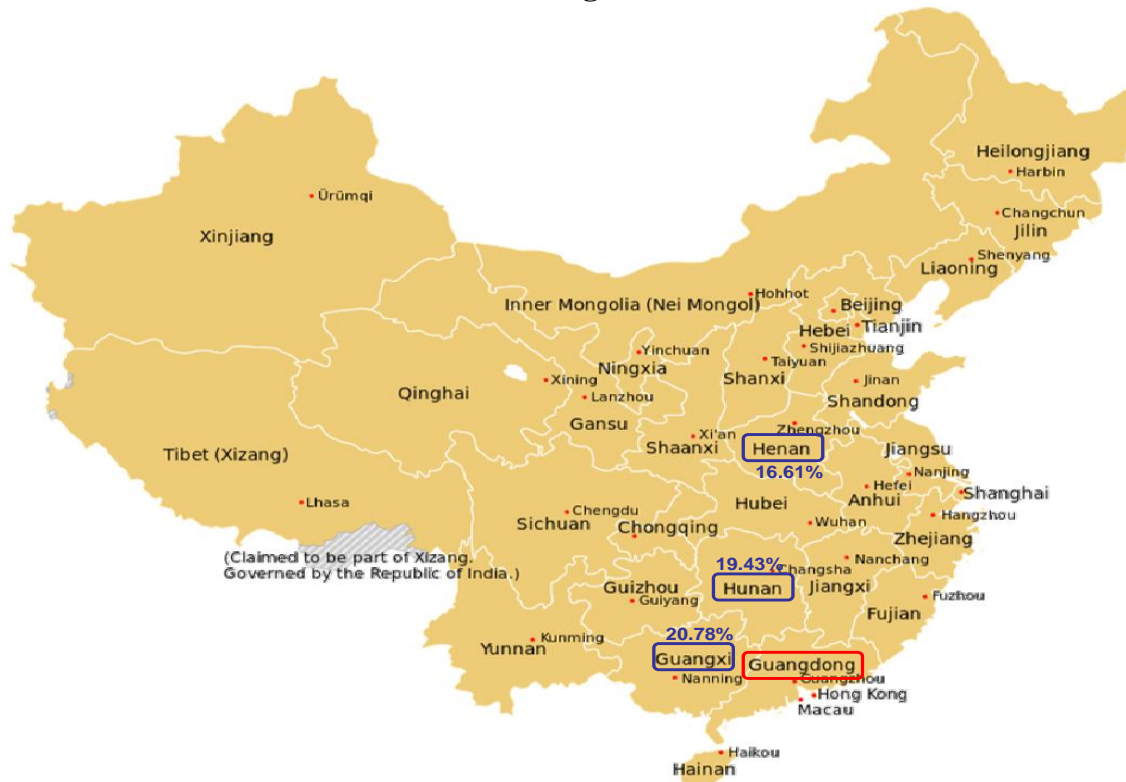 Heilongjiang
Harbin
Ürümqi
Changchun
Jilin
Xinjiang
Shenyang
Liaoning
Hohhot
Inner Mongolia (Nei Mongol)
Beijing
Hebei
Tianjin
Shijiazhuang
Yinchuan
Taiyuan
Ningxia
Shanxi
Xining
Jinan
Qinghai
Lanzhou
Shandong
Gansu
Zhengzhou
Xi'an
Shaanxi
Henan
Jiangsu
Tibet (Xizang)
16.61%
Nanjing
Hefei
Shanghai
Anhui
Lhasa
Hubei
Chengdu
Hangzhou
Sichuan
Chongqing
Wuhan
Zhejiang
(Claimed to be part of Xizang.
Governed by the Republic of India.)
Nanchang
19.43%
Changsha
Guizhou
Hunan
Jiangxi
Guiyang
Fuzhou
Fujian
20.78%
Kunming
Yunnan
Guangxi
Guangdong
Nanning
Guangzhou
Hong Kong
Macau
Haikou
Hainan